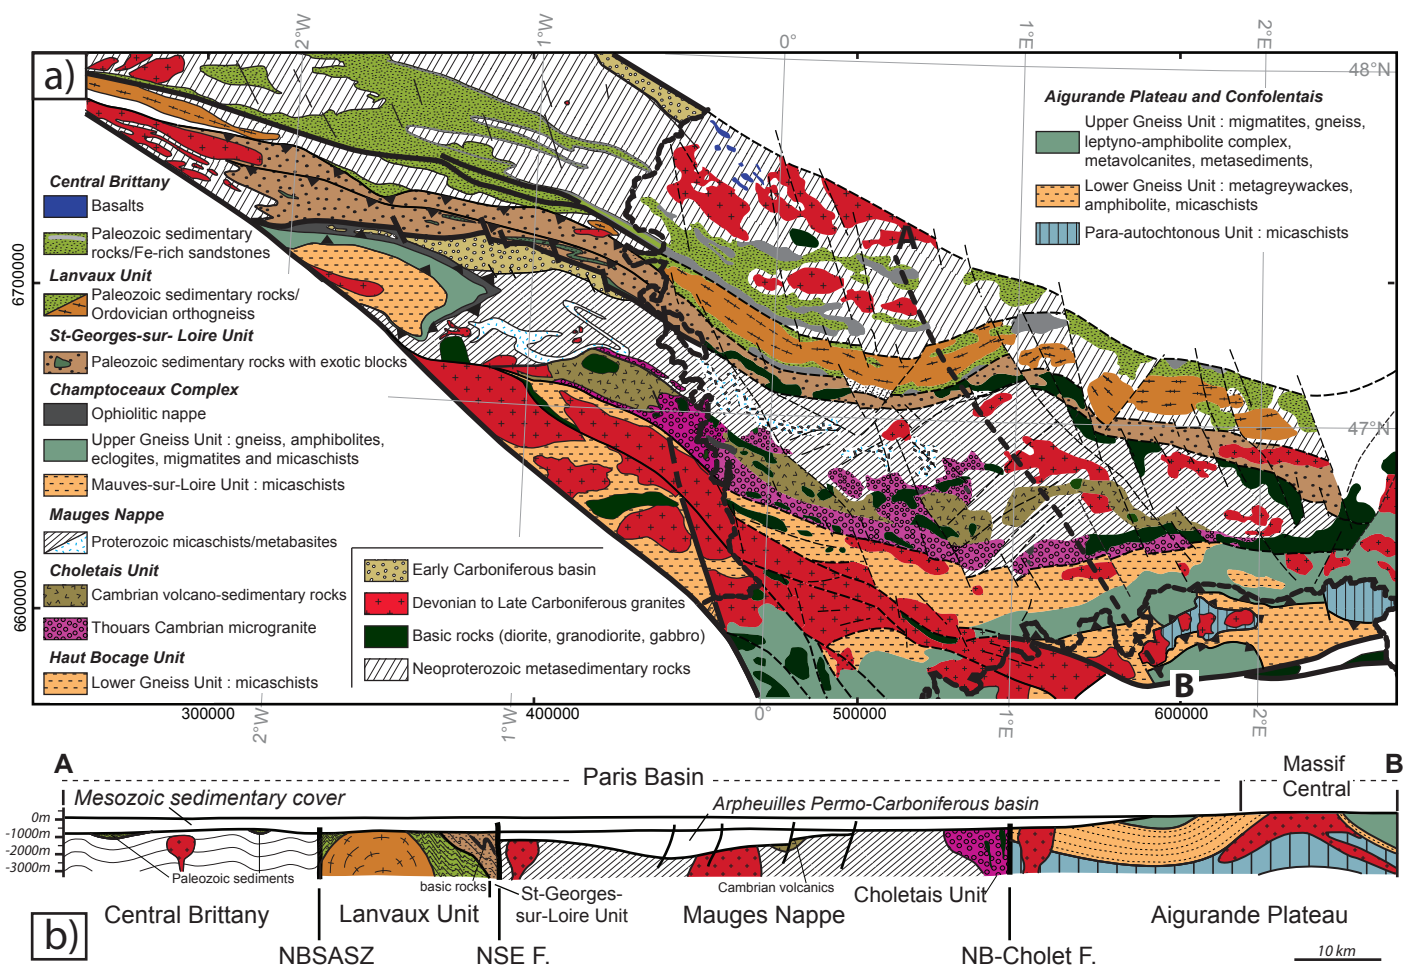 a)
2°W
1°W
0°
1°E
2°E
48°N
47°N
6700000
6600000
A
B
Aigurande Plateau and Confolentais
Upper Gneiss Unit : migmatites, gneiss,
leptyno-amphibolite complex,
metavolcanites, metasediments,
Lower Gneiss Unit : metagreywackes,
amphibolite, micaschists
Para-autochtonous Unit : micaschists
Central Brittany
Basalts
Paleozoic sedimentary
rocks/Fe-rich sandstones
Lanvaux Unit
Paleozoic sedimentary rocks/
Ordovician orthogneiss
St-Georges-sur- Loire Unit
Paleozoic sedimentary rocks with exotic blocks
Champtoceaux Complex
Ophiolitic nappe
Upper Gneiss Unit : gneiss, amphibolites,
eclogites, migmatites and micaschists
Mauves-sur-Loire Unit : micaschists
Mauges Nappe
Proterozoic micaschists/metabasites
Choletais Unit
Cambrian volcano-sedimentary rocks
Thouars Cambrian microgranite
Haut Bocage Unit
Lower Gneiss Unit : micaschists
Early Carboniferous basin
Devonian to Late Carboniferous granites
Basic rocks (diorite, granodiorite, gabbro)
Neoproterozoic metasedimentary rocks
300000
400000
500000
600000
2°W
1°W
0°
1°E
2°E
A
Paris Basin
Massif
Central
B
Mesozoic sedimentary cover
Arpheuilles Permo-Carboniferous basin
0m
-1000m
-2000m
-3000m
Paleozoic sediments
basic rocks
St-Georges-
sur-Loire Unit
Cambrian volcanics
Choletais Unit
Central Brittany
Lanvaux Unit
Mauges Nappe
Aigurande Plateau
b)
NBSASZ
NSE F.
NB-Cholet F.
10 km